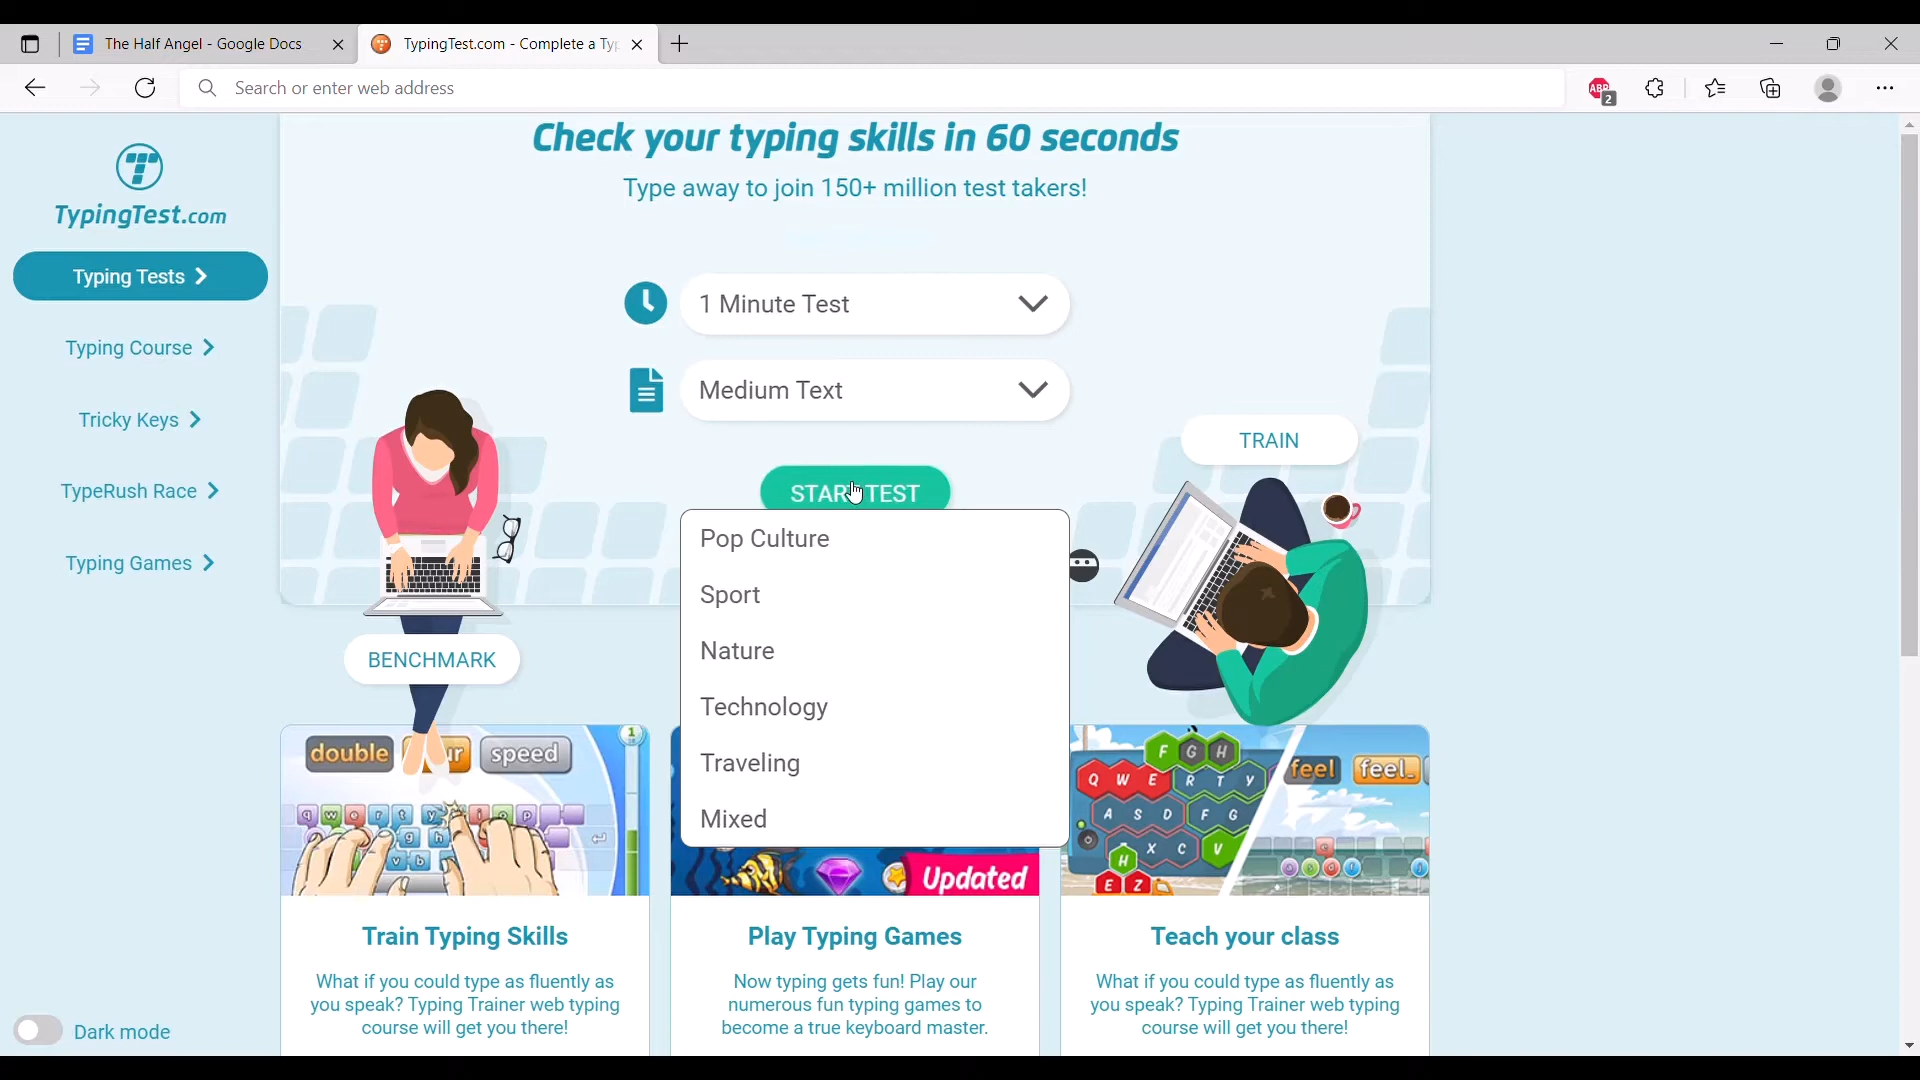 The Half Angel - Google Docs
TypingTest.com - Complete a Ty
Search or enter web address
ABP
2
TypingTest.com
Typing Tests
Typing Course
Tricky Keys
TypeRush Race
Typing Games
Dark mode
Check your typing skills in 60 seconds
Type away to join 150+ million test takers!
1 Minute Test
Medium Text
START TEST
TRAIN
BENCHMARK
Pop Culture
Sport
Nature
Technology
Traveling
Mixed
double
speed
Updated
feel
feel_
F G H
Q W E R T Y
A S D F G
X C V
H
E Z
Train Typing Skills
What if you could type as fluently as
you speak? Typing Trainer web typing
course will get you there!
Play Typing Games
Now typing gets fun! Play our
numerous fun typing games to
become a true keyboard master.
Teach your class
What if you could type as fluently as
you speak? Typing Trainer web typing
course will get you there!